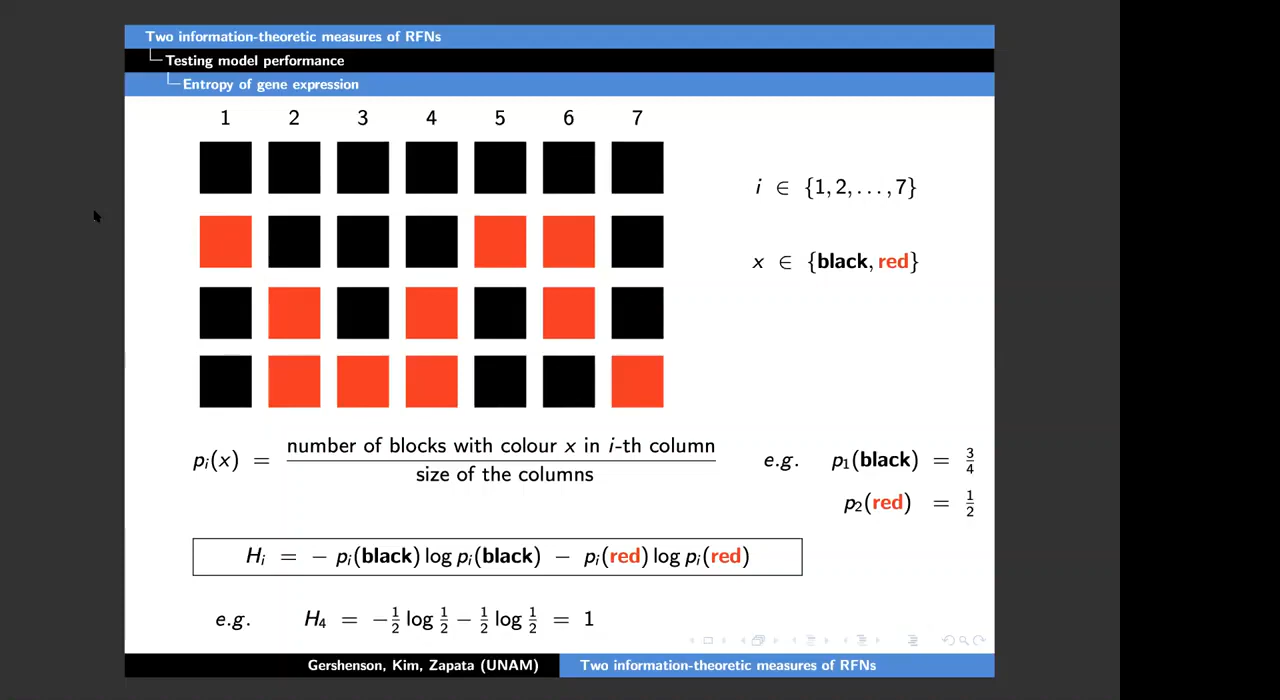 Two information-theoretic measures of RFNs
Testing model performance
Entropy of gene expression
1 2 3 4 5 6 7
i ∈ {1, 2, . . . , 7}
x ∈ {black, red}
pᵢ(x) = number of blocks with colour x in i-th column / size of the columns
e.g. p₁(black) = 3/4
p₂(red) = 1/2
Hᵢ = − pᵢ(black) log pᵢ(black) − pᵢ(red) log pᵢ(red)
e.g. H₄ = −1/2 log 1/2 − 1/2 log 1/2 = 1
Gershenson, Kim, Zapata (UNAM) Two information-theoretic measures of RFNs